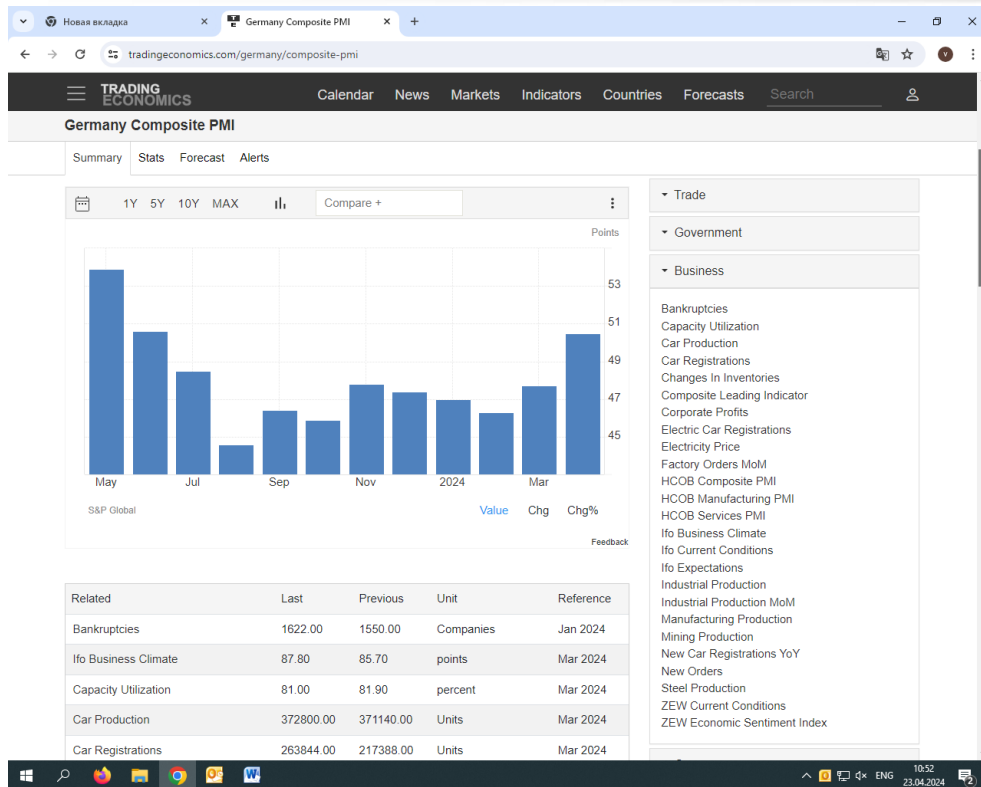 Новая вкладка
Germany Composite PMI
tradingeconomics.com/germany/composite-pmi
V
TRADING
ECONOMICS
Calendar News Markets Indicators Countries Forecasts Search
Germany Composite PMI
Summary Stats Forecast Alerts
1Y 5Y 10Y MAX Compare +
Points
53
51
49
47
45
May Jul Sep Nov 2024 Mar
S&P Global
Value Chg Chg%
Feedback
Related Last Previous Unit Reference
Bankruptcies 1622.00 1550.00 Companies Jan 2024
Ifo Business Climate 87.80 85.70 points Mar 2024
Capacity Utilization 81.00 81.90 percent Mar 2024
Car Production 372800.00 371140.00 Units Mar 2024
Car Registrations 263844.00 217388.00 Units Mar 2024
Trade
Government
Business
Bankruptcies
Capacity Utilization
Car Production
Car Registrations
Changes In Inventories
Composite Leading Indicator
Corporate Profits
Electric Car Registrations
Electricity Price
Factory Orders MoM
HCOB Composite PMI
HCOB Manufacturing PMI
HCOB Services PMI
Ifo Business Climate
Ifo Current Conditions
Ifo Expectations
Industrial Production
Industrial Production MoM
Manufacturing Production
Mining Production
New Car Registrations YoY
New Orders
Steel Production
ZEW Current Conditions
ZEW Economic Sentiment Index
ENG
10:52
23.04.2024
2